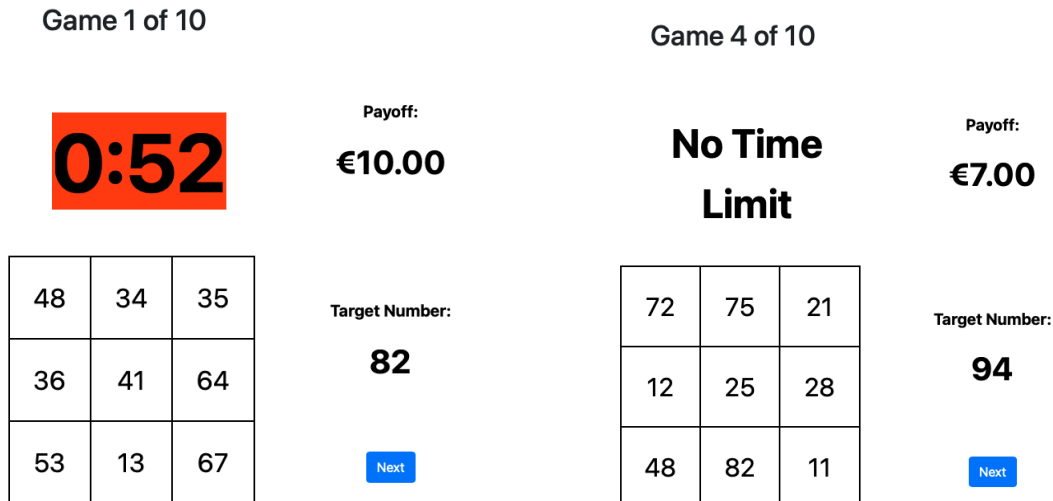 Game 1 of 10
0:52
Payoff:
€10.00
48 34 35
36 41 64
53 13 67
Target Number:
82
Next
Game 4 of 10
No Time
Limit
Payoff:
€7.00
72 75 21
12 25 28
48 82 11
Target Number:
94
Next